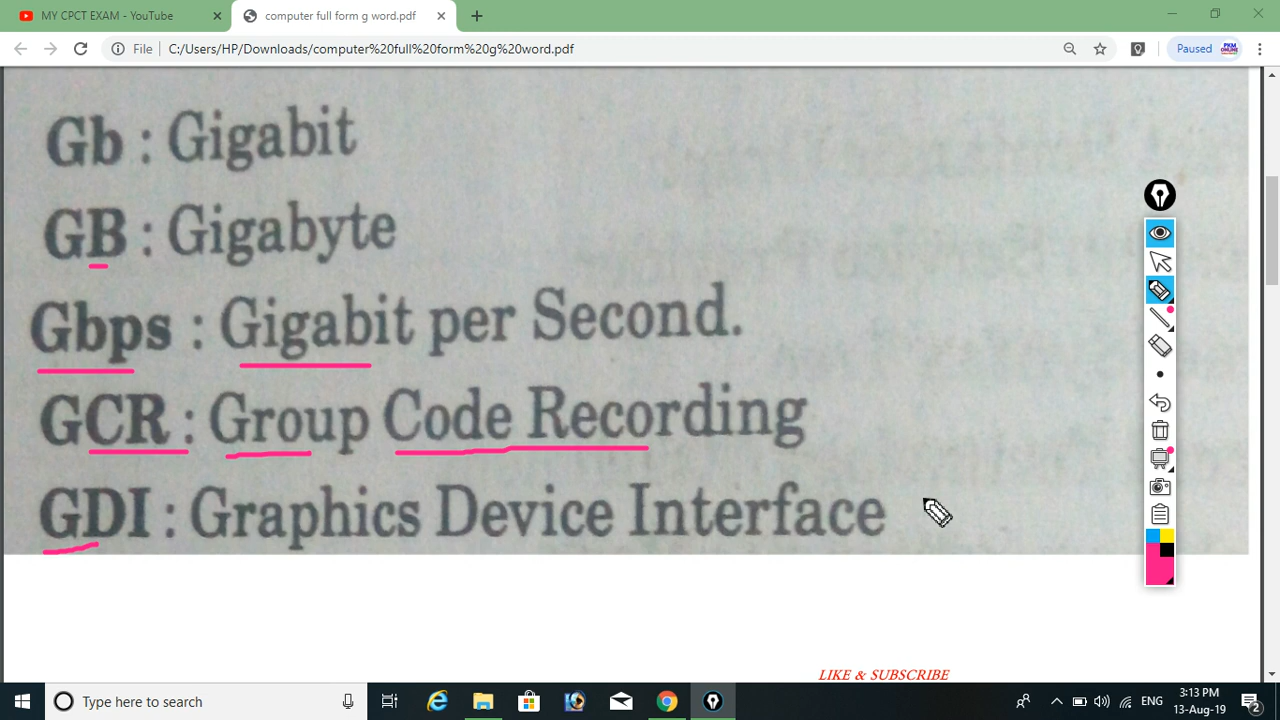 MY CPCT EXAM - YouTube
computer full form g word.pdf
File
C:/Users/HP/Downloads/computer%20full%20form%20g%20word.pdf
Paused
Gb : Gigabit
GB : Gigabyte
Gbps : Gigabit per Second.
GCR : Group Code Recording
GDI : Graphics Device Interface
LIKE & SUBSCRIBE
Type here to search
ENG
3:13 PM
13-Aug-19
2